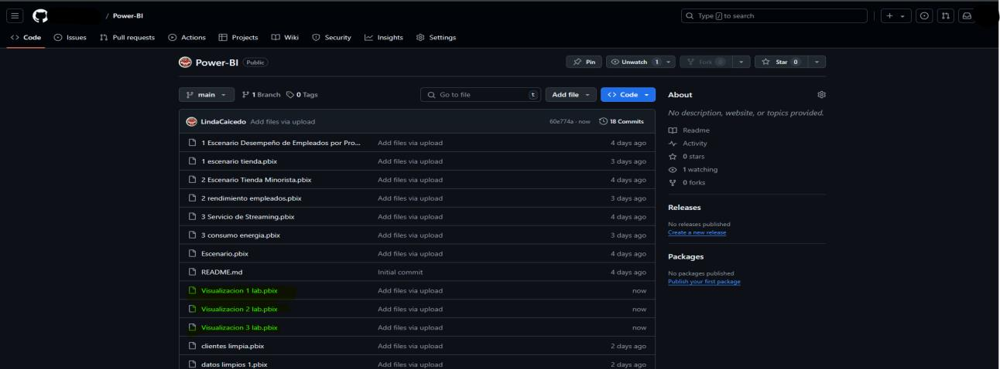 / Power-BI
Type / to search
Code Issues Pull requests Actions Projects Wiki Security Insights Settings
Power-BI Public
Pin Unwatch 1 Fork 0 Star 0
main 1 Branch 0 Tags Go to file t Add file Code
LindaCaicedo Add files via upload 60e774a · now 18 Commits
1 Escenario Desempeño de Empleados por Pro... Add files via upload 4 days ago
1 escenario tienda.pbix Add files via upload 3 days ago
2 Escenario Tienda Minorista.pbix Add files via upload 4 days ago
2 rendimiento empleados.pbix Add files via upload 3 days ago
3 Servicio de Streaming.pbix Add files via upload 4 days ago
3 consumo energia.pbix Add files via upload 3 days ago
Escenario.pbix Add files via upload 4 days ago
README.md Initial commit 4 days ago
Visualizacion 1 lab.pbix Add files via upload now
Visualizacion 2 lab.pbix Add files via upload now
Visualizacion 3 lab.pbix Add files via upload now
clientes limpia.pbix Add files via upload 2 days ago
datos limpios 1.pbix Add files via upload 2 days ago
About
No description, website, or topics provided.
Readme
Activity
0 stars
1 watching
0 forks
Releases
No releases published
Create a new release
Packages
No packages published
Publish your first package